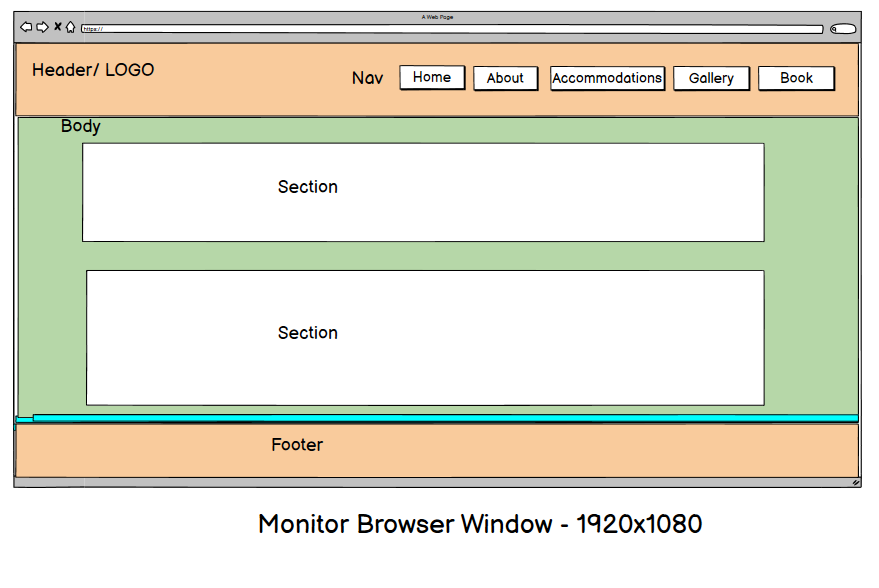 A Web Page
https://
Header/ LOGO
Nav Home About Accommodations Gallery Book
Body
Section
Section
Footer
Monitor Browser Window - 1920x1080